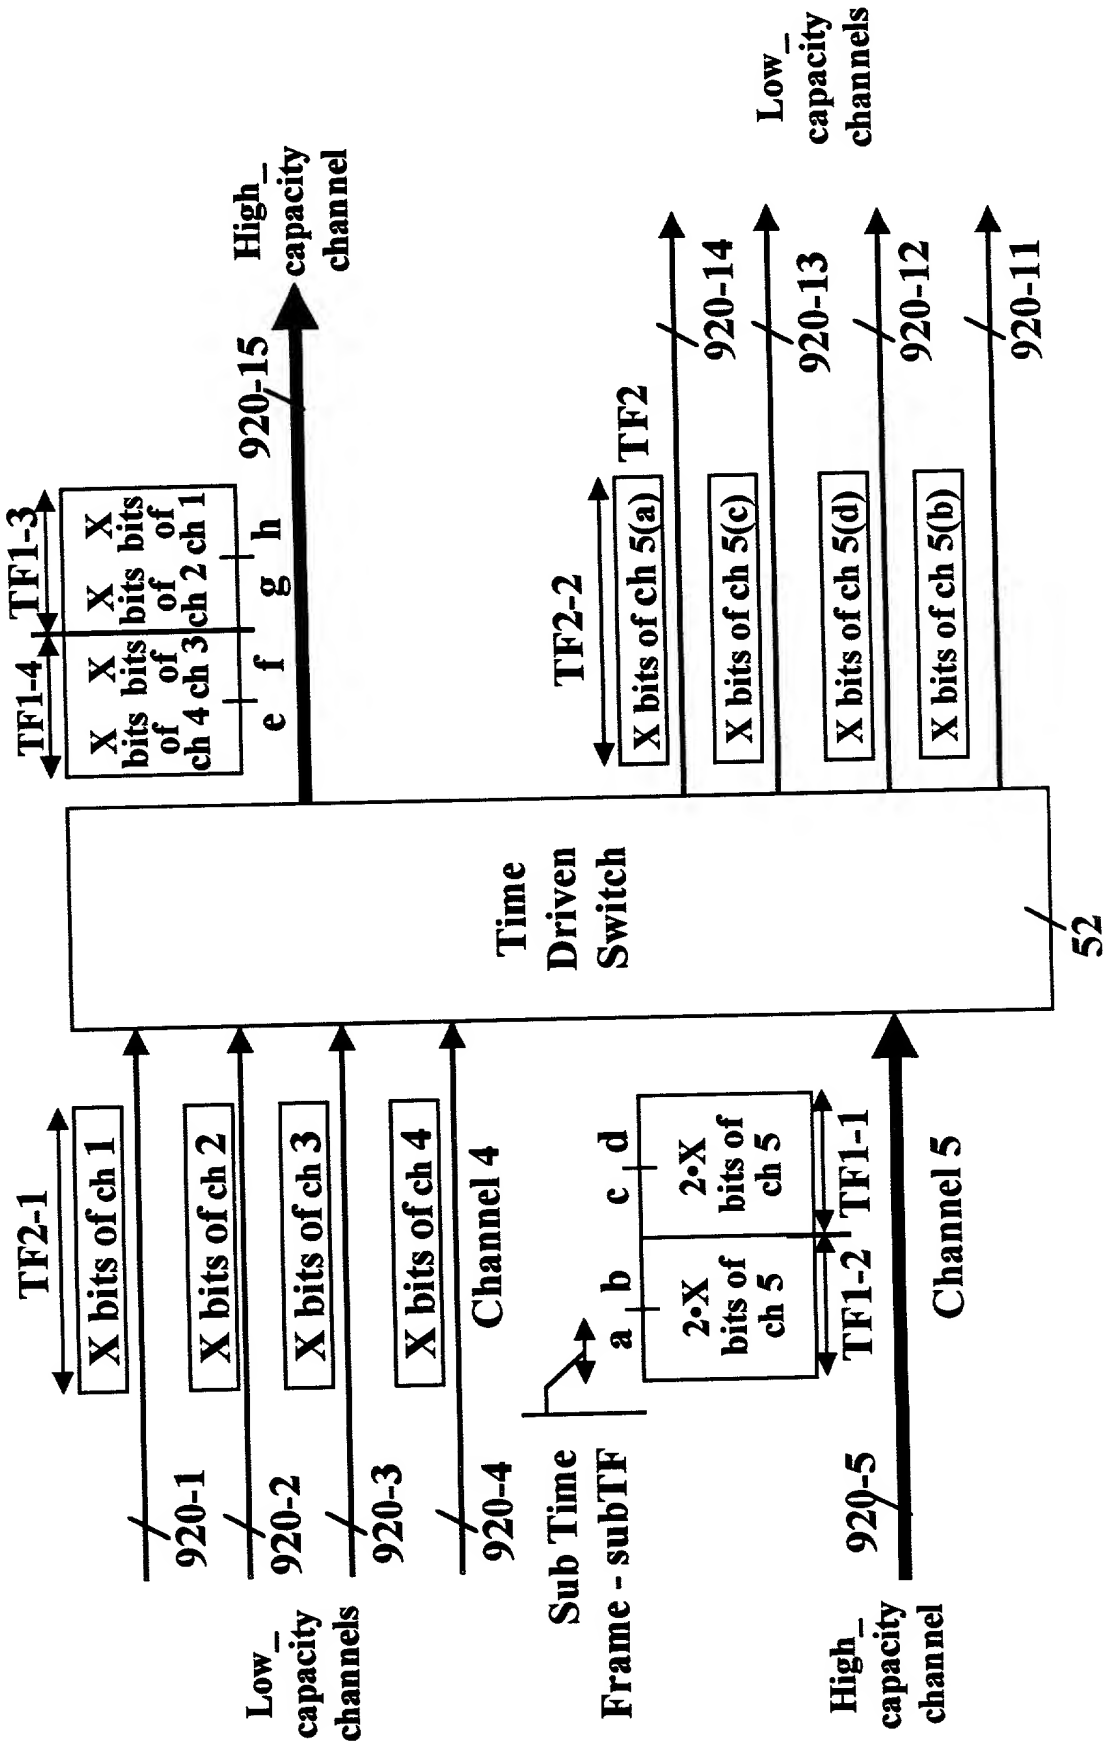 Low_
capacity
channels
920-1
920-2
920-3
920-4
TF2-1
X bits of ch 1
X bits of ch 2
X bits of ch 3
X bits of ch 4
Channel 4
Sub Time
Frame - subTF
a b c d
2•X
bits of
ch 5
2•X
bits of
ch 5
TF1-2
TF1-1
High_
capacity
channel
920-5
Channel 5
Time
Driven
Switch
52
TF1-4
TF1-3
X
bits
of
ch 4
X
bits
of
ch 3
X
bits
of
ch 2
X
bits
of
ch 1
e f g h
920-15
High_
capacity
channel
TF2-2
TF2
X bits of ch 5(a)
X bits of ch 5(c)
X bits of ch 5(d)
X bits of ch 5(b)
920-14
920-13
920-12
920-11
Low_
capacity
channels